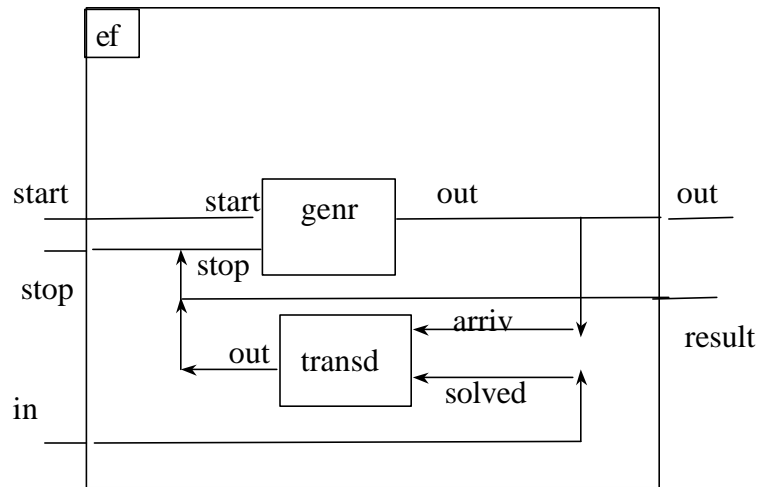 ef
start
start
genr
out
out
stop
stop
arriv
result
out
transd
solved
in